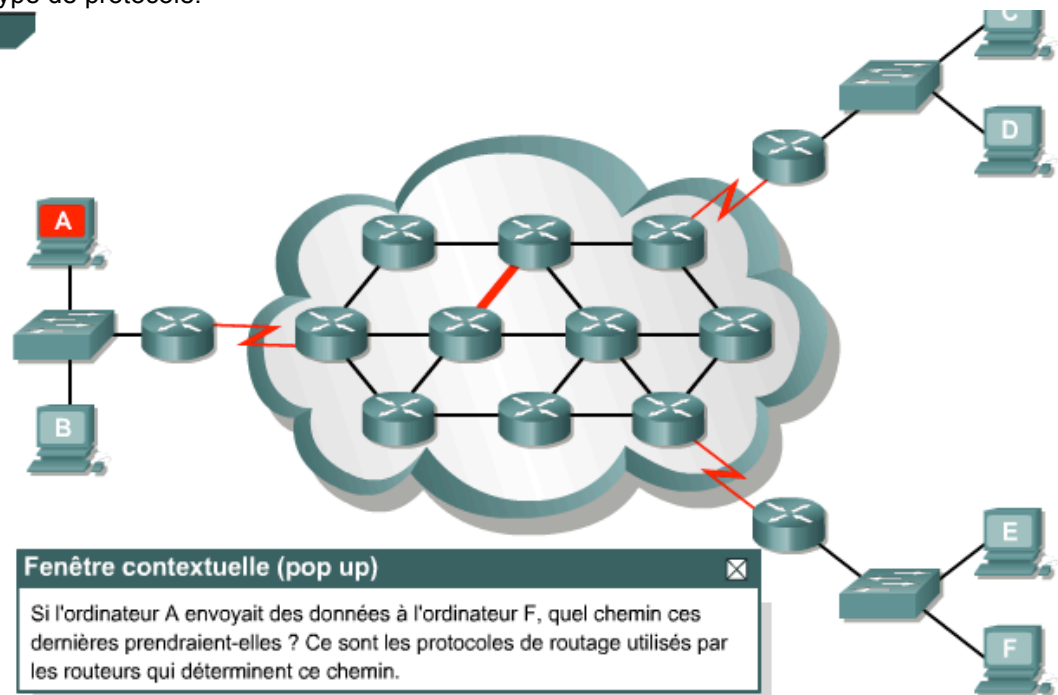 ype de protocole.
C
D
A
B
E
F
Fenêtre contextuelle (pop up)
Si l'ordinateur A envoyait des données à l'ordinateur F, quel chemin ces
dernières prendraient-elles ? Ce sont les protocoles de routage utilisés par
les routeurs qui déterminent ce chemin.